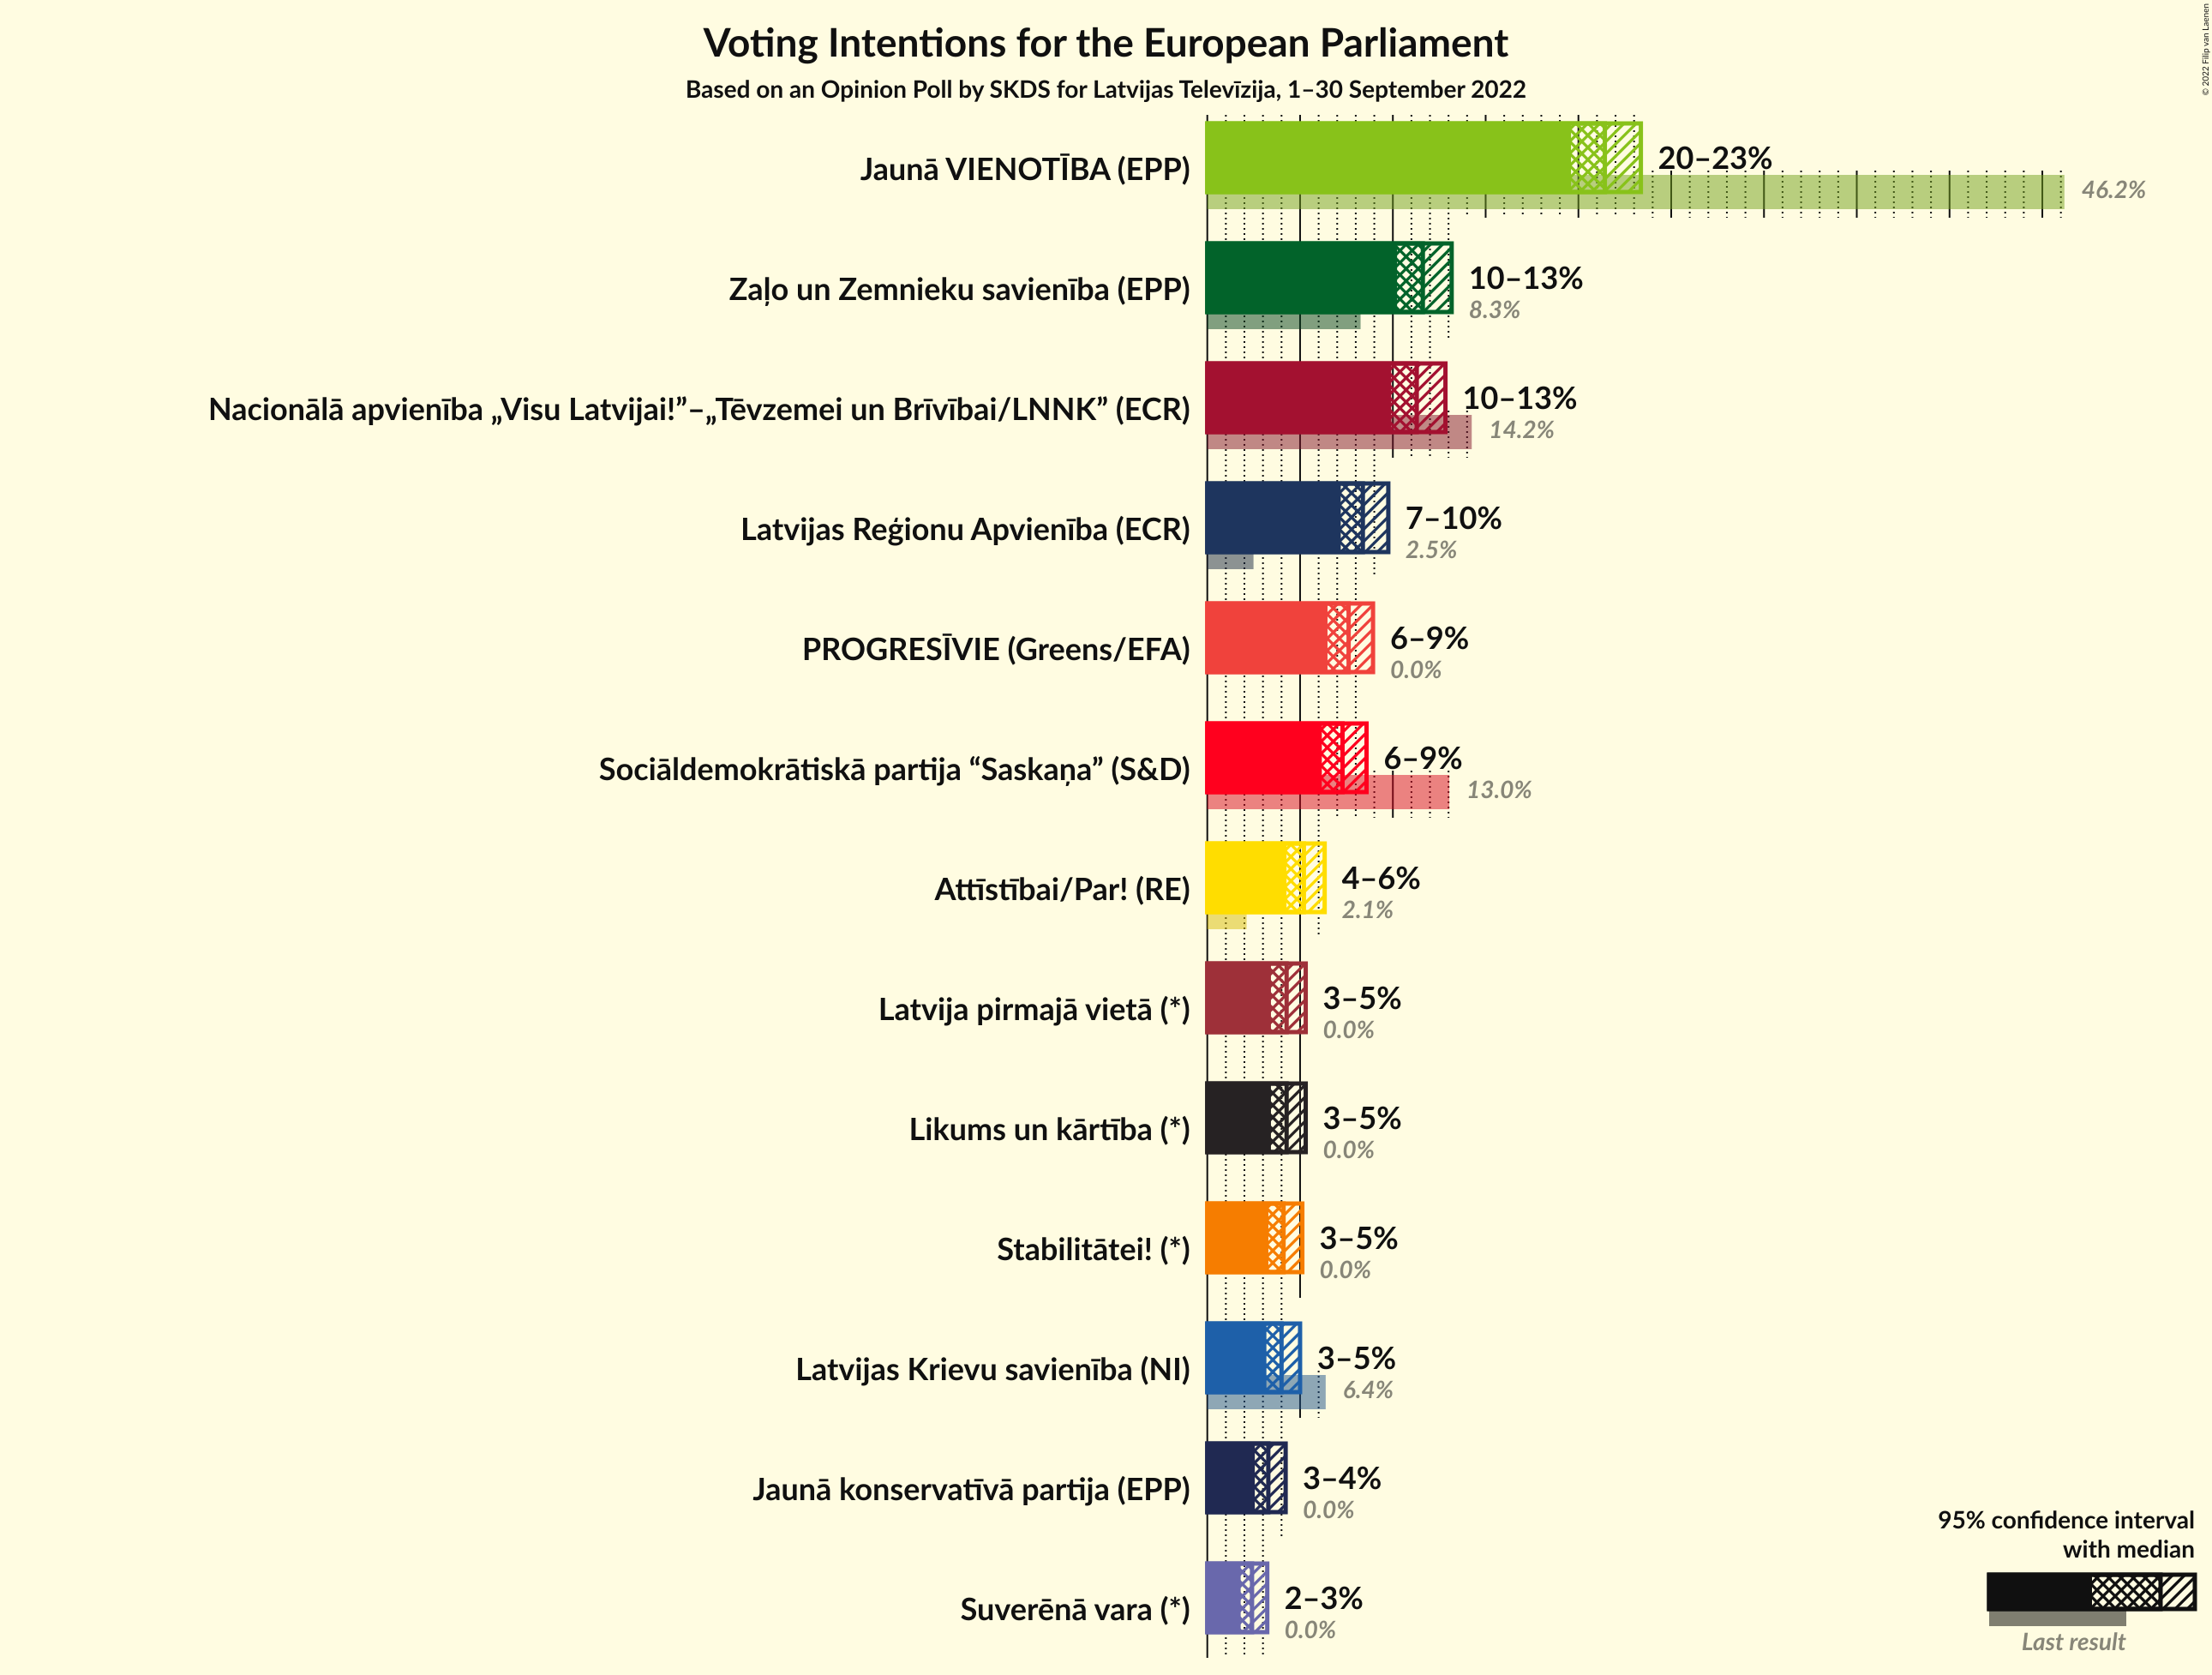 Voting Intentions for the European Parliament
Based on an Opinion Poll by SKDS for Latvijas Televīzija, 1–30 September 2022
© 2022 Filip van Laenen
Jaunā VIENOTĪBA (EPP)
20–23%
46.2%
Zaļo un Zemnieku savienība (EPP)
10–13%
8.3%
Nacionālā apvienība „Visu Latvijai!”–„Tēvzemei un Brīvībai/LNNK” (ECR)
10–13%
14.2%
Latvijas Reģionu Apvienība (ECR)
7–10%
2.5%
PROGRESĪVIE (Greens/EFA)
6–9%
0.0%
Sociāldemokrātiskā partija “Saskaņa” (S&D)
6–9%
13.0%
Attīstībai/Par! (RE)
4–6%
2.1%
Latvija pirmajā vietā (*)
3–5%
0.0%
Likums un kārtība (*)
3–5%
0.0%
Stabilitātei! (*)
3–5%
0.0%
Latvijas Krievu savienība (NI)
3–5%
6.4%
Jaunā konservatīvā partija (EPP)
3–4%
0.0%
Suverēnā vara (*)
2–3%
0.0%
95% confidence interval
with median
Last result